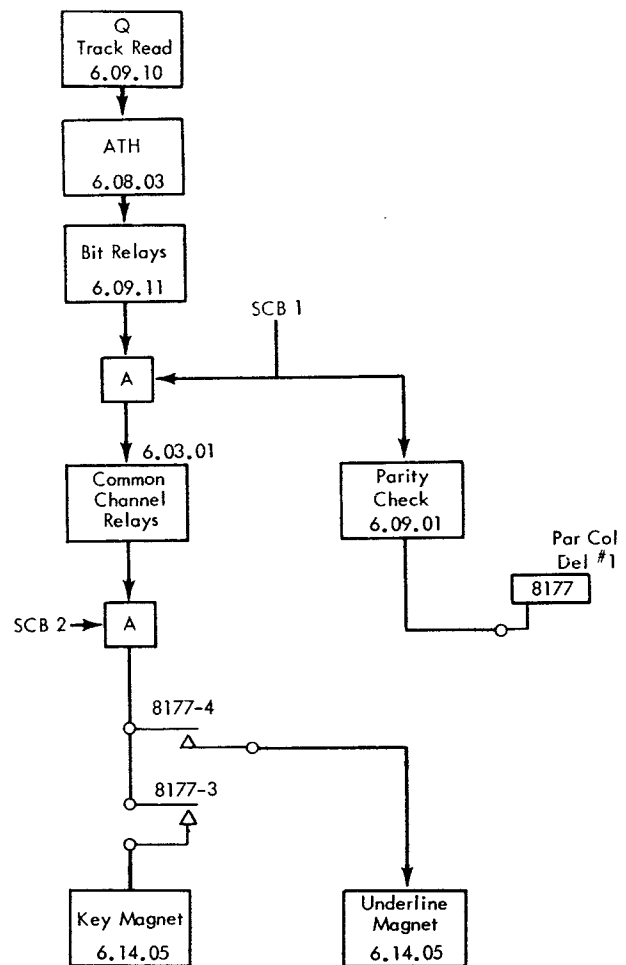 Q
Track Read
6.09.10
ATH
6.08.03
Bit Relays
6.09.11
SCB 1
A
6.03.01
Common
Channel
Relays
Parity
Check
6.09.01
Par Col
Del #1
8177
SCB 2
A
8177-4
8177-3
Key Magnet
6.14.05
Underline
Magnet
6.14.05